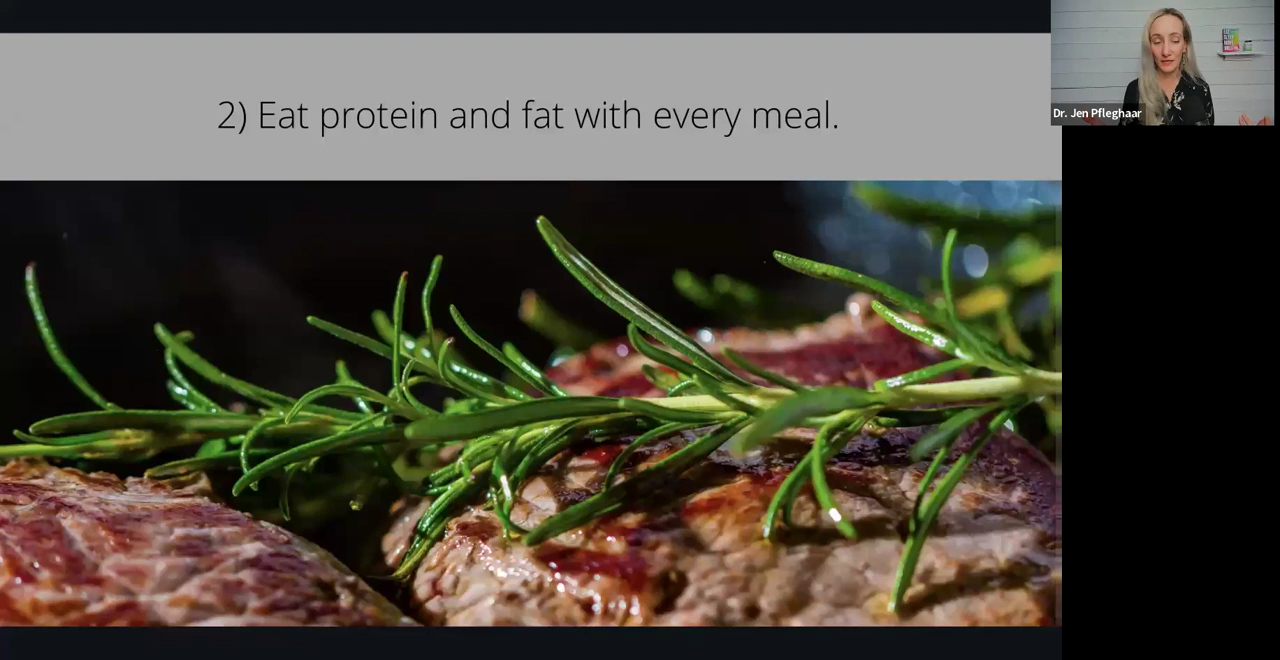 2) Eat protein and fat with every meal.
Dr. Jen Pfleghaar